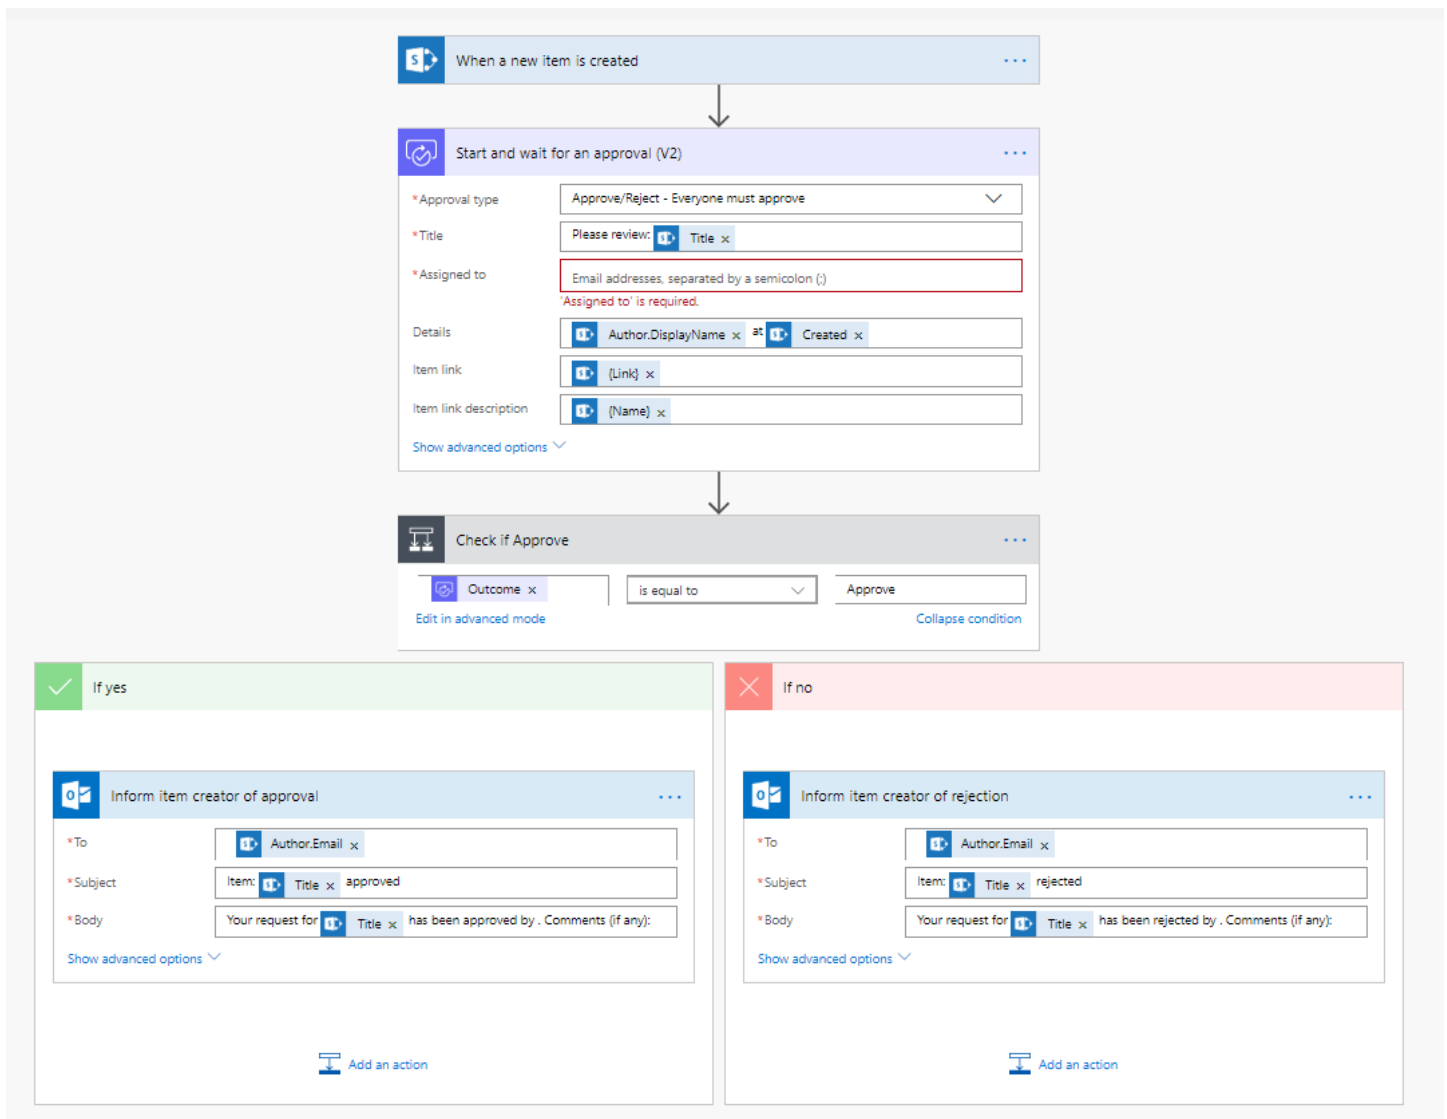 When a new item is created
Start and wait for an approval (V2)
*Approval type Approve/Reject - Everyone must approve
*Title Please review: Title x
*Assigned to Email addresses, separated by a semicolon (;)
'Assigned to' is required.
Details Author.DisplayName x at Created x
Item link {Link} x
Item link description {Name} x
Show advanced options
Check if Approve
Outcome x is equal to Approve
Edit in advanced mode Collapse condition
If yes
Inform item creator of approval
*To Author.Email x
*Subject Item: Title x approved
*Body Your request for Title x has been approved by . Comments (if any):
Show advanced options
Add an action
If no
Inform item creator of rejection
*To Author.Email x
*Subject Item: Title x rejected
*Body Your request for Title x has been rejected by . Comments (if any):
Show advanced options
Add an action